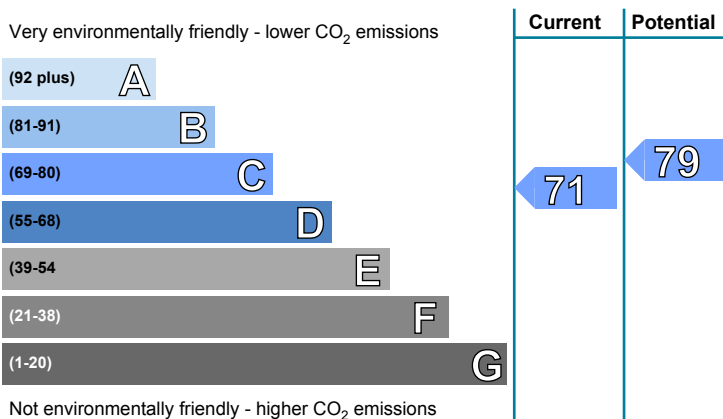 Current Potential
Very environmentally friendly - lower CO2 emissions
(92 plus) A
(81-91) B
(69-80) C
(55-68) D
(39-54 E
(21-38) F
(1-20) G
71
79
Not environmentally friendly - higher CO2 emissions